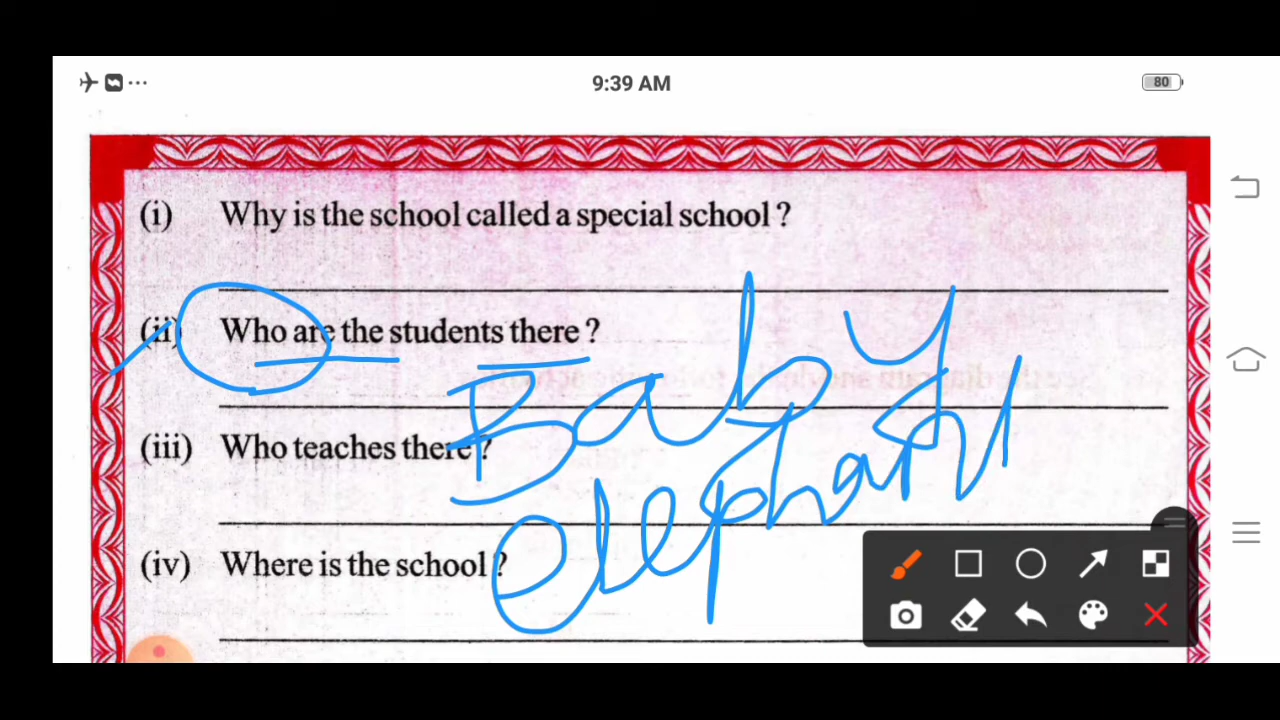 9:39 AM
80
(i) Why is the school called a special school ?
(ii) Who are the students there ?
Baby
(iii) Who teaches there ?
elephant
(iv) Where is the school ?